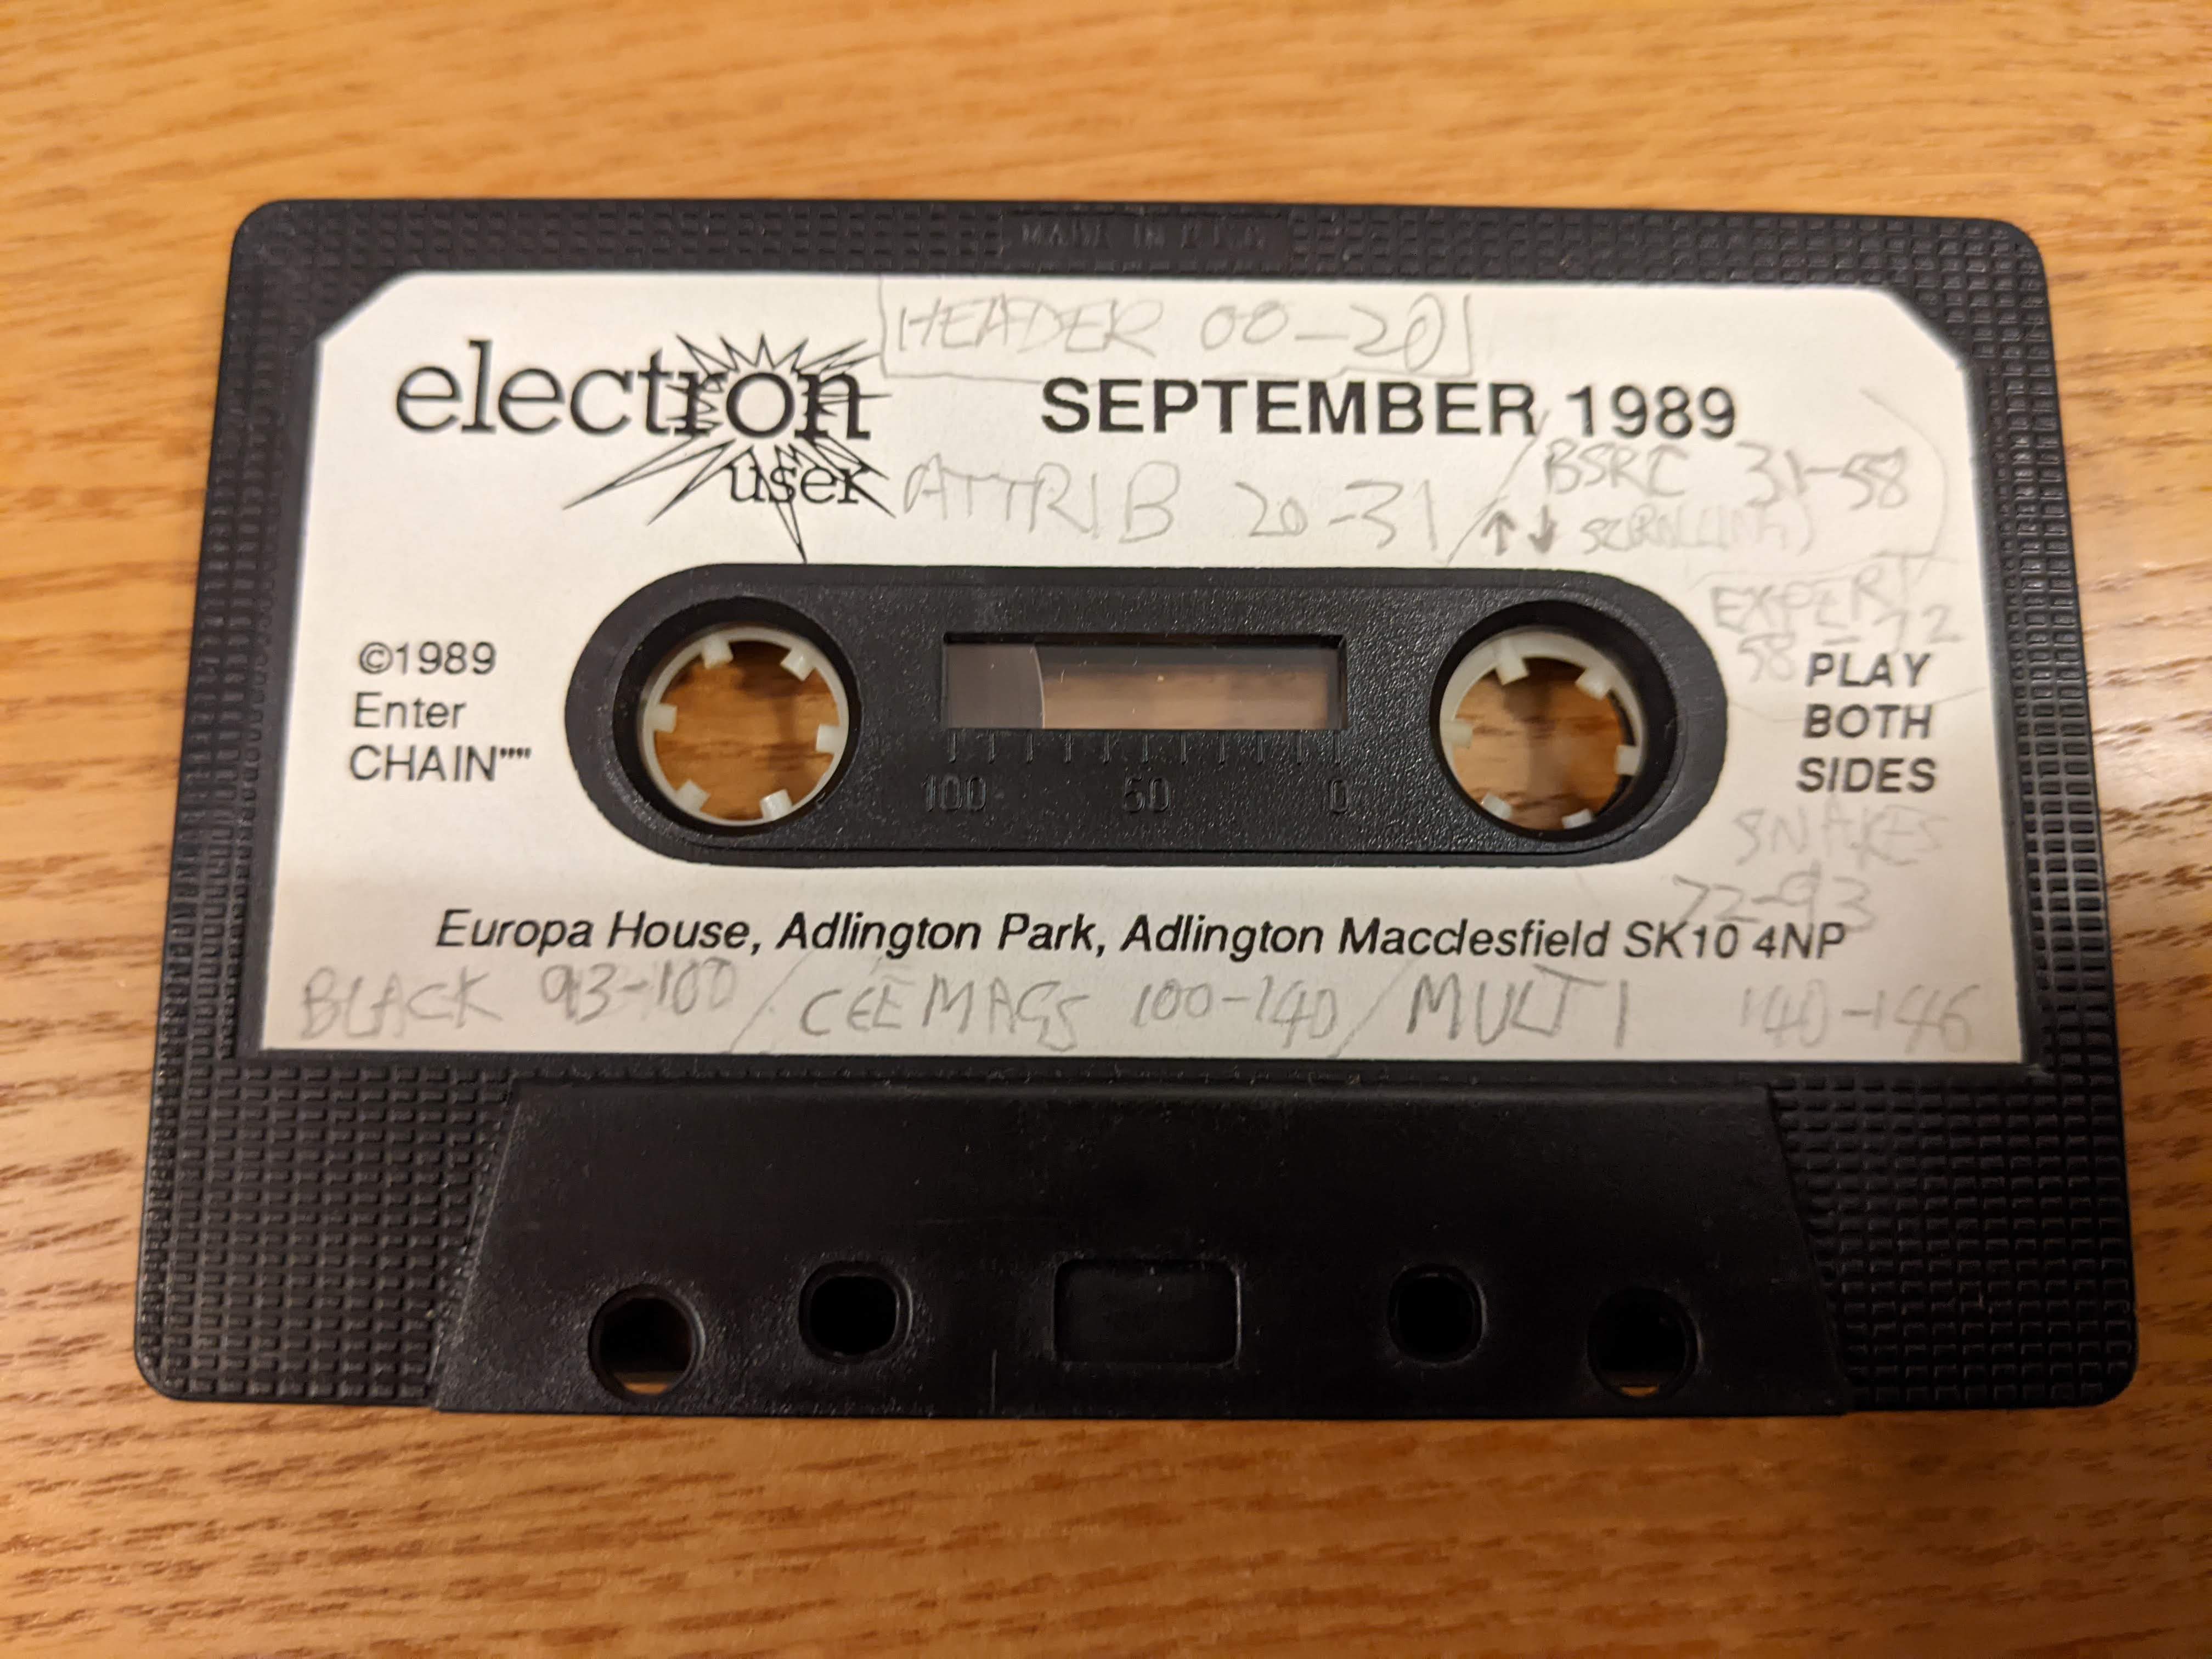 HEADER 00-20
electron
user
SEPTEMBER 1989
ATTRIB 20-31 / BSRC 31-58
↑↓ SCROLLING)
EXPERT
58-72
©1989
Enter
CHAIN""
100 50 0
PLAY
BOTH
SIDES
SNAKES
72-93
Europa House, Adlington Park, Adlington Macclesfield SK10 4NP
BLACK 93-100 / CEEMAGS 100-140 / MULTI 140-146